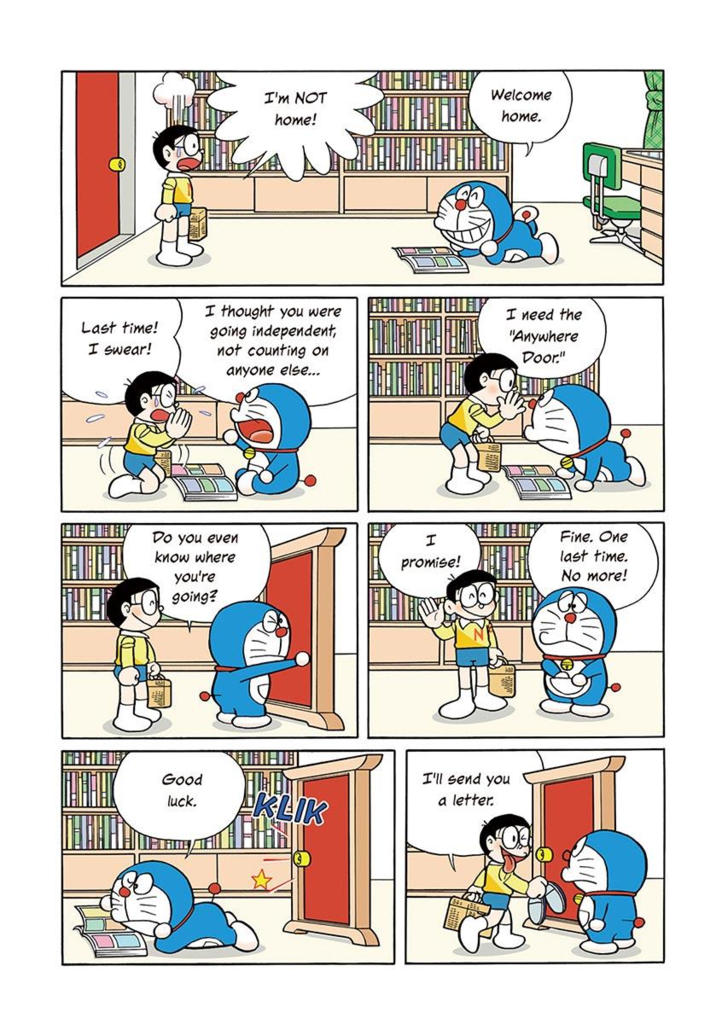 Welcome
home.
I'm NOT
home!
I need the
"Anywhere
Door."
I thought you were
going independent,
not counting on
anyone else...
Last time!
I swear!
Fine. One
last time.
No more!
I
promise!
N
Do you even
know where
you're
going?
I'll send you
a letter.
KLIK
Good
luck.